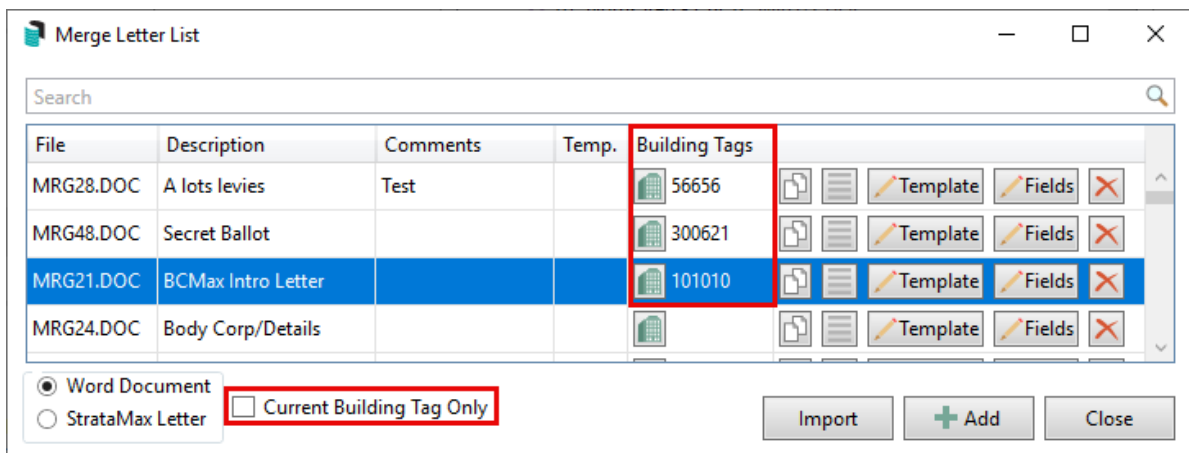 Merge Letter List
Search
File Description Comments Temp. Building Tags
MRG28.DOC A lots levies Test 56656 Template Fields
MRG48.DOC Secret Ballot 300621 Template Fields
MRG21.DOC BCMax Intro Letter 101010 Template Fields
MRG24.DOC Body Corp/Details Template Fields
Word Document
StrataMax Letter
Current Building Tag Only
Import Add Close